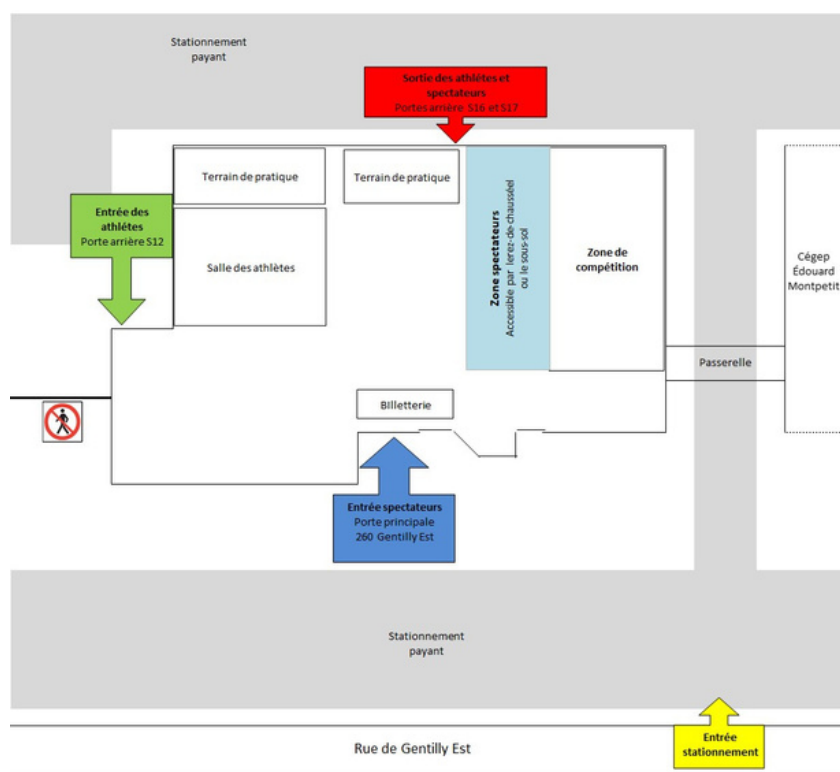 Stationnement
payant
Sortie des athlétes et
spectateurs
Portes arrière S16 et S17
Terrain de pratique
Terrain de pratique
Entrée des
athlétes
Porte arrière S12
Salle des athlètes
Zone spectateurs
Accessible par lerez-de-chausséel
ou le sous-sol
Zone de
compétition
Cégep
Édouard
Montpetit
Passerelle
BIlletterie
Entrée spectateurs
Porte principale
260 Gentilly Est
Stationnement
payant
Entrée
stationnement
Rue de Gentilly Est